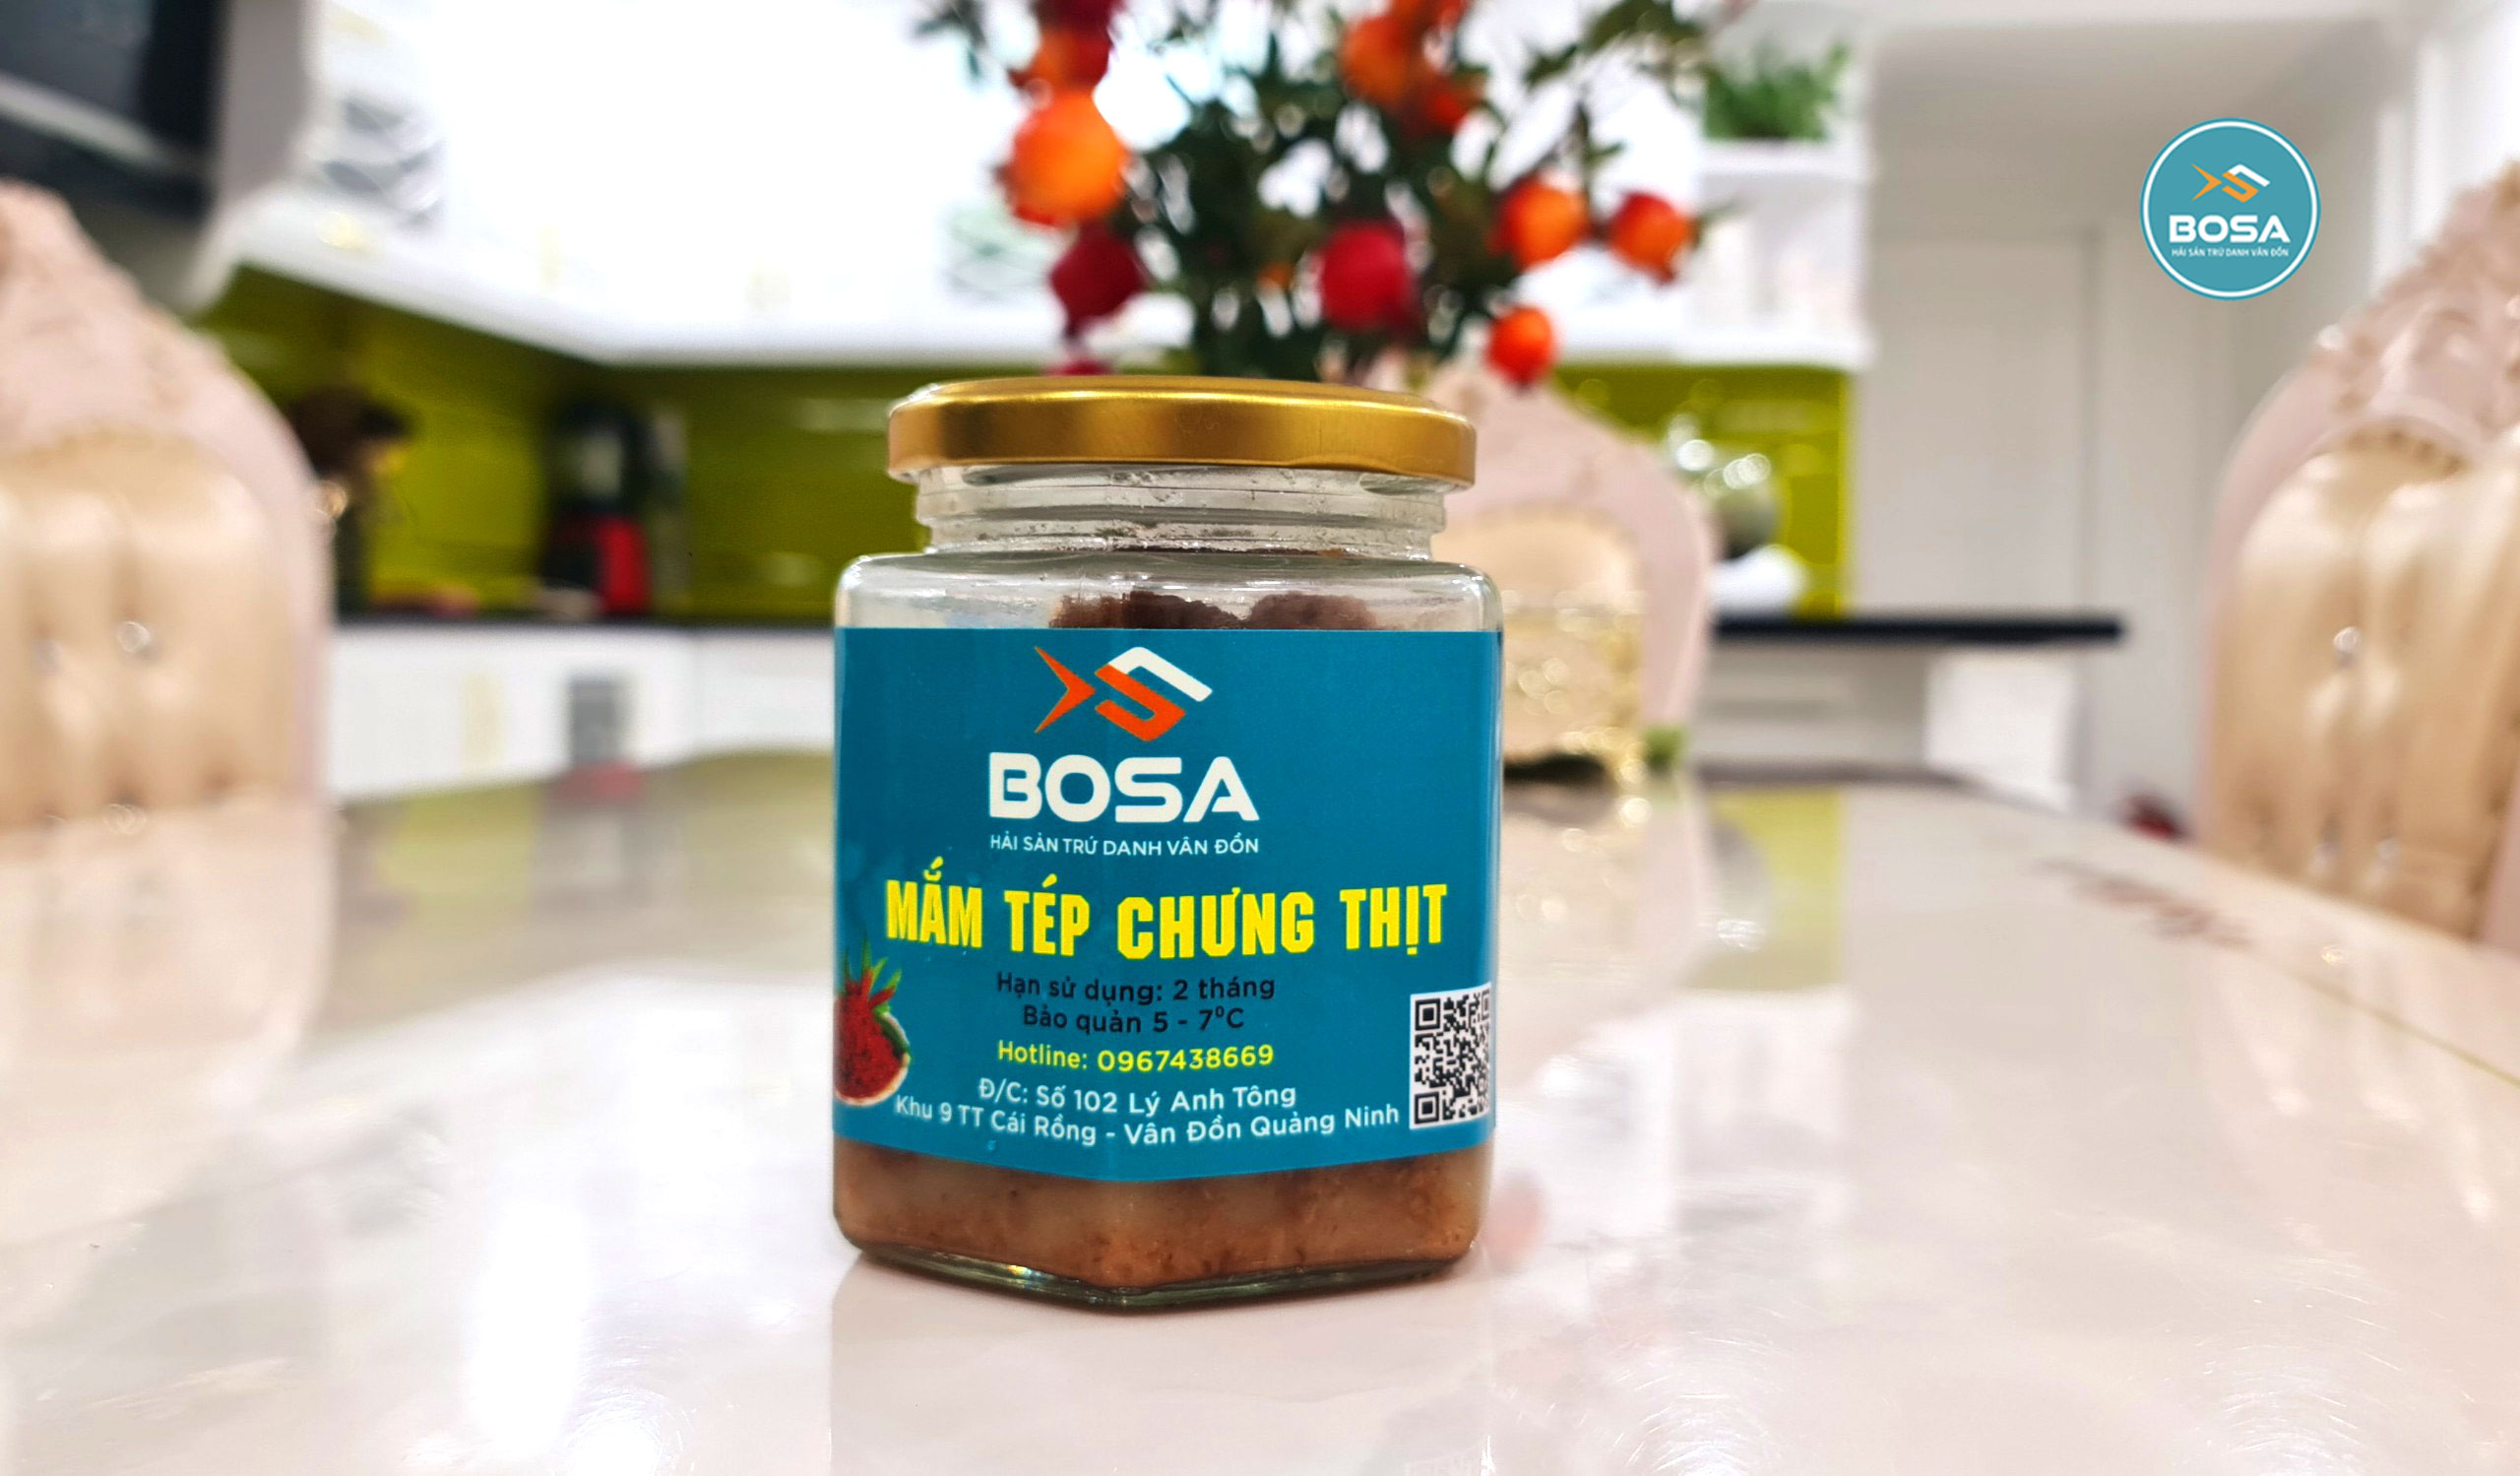 BOSA
HẢI SẢN TRỨ DANH VÂN ĐỒN
BOSA
HẢI SẢN TRỨ DANH VÂN ĐỒN
MẮM TÉP CHƯNG THỊT
Hạn sử dụng: 2 tháng
Bảo quản 5 - 7⁰C
Hotline: 0967438669
Đ/C: Số 102 Lý Anh Tông
Khu 9 TT Cái Rồng - Vân Đồn Quảng Ninh